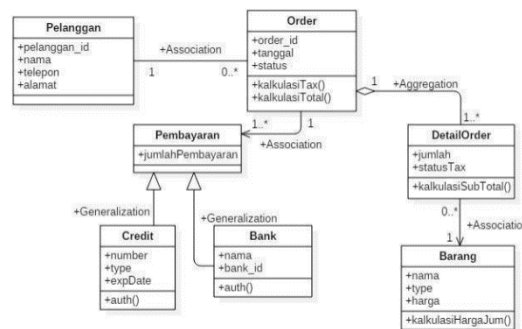 Pelanggan
+pelanggan_id
+nama
+telepon
+alamat
+Association
1
0..*
Order
+order_id
+tanggal
+status
+kalkulasiTax()
+kalkulasiTotal()
1
+Aggregation
1..*
1..*
1
+Association
Pembayaran
+jumlahPembayaran
DetailOrder
+jumlah
+statusTax
+kalkulasiSubTotal()
+Generalization
+Generalization
0..*
+Association
1
Credit
+number
+type
+expDate
+auth()
Bank
+nama
+bank_id
+auth()
Barang
+nama
+type
+harga
+kalkulasiHargaJum()